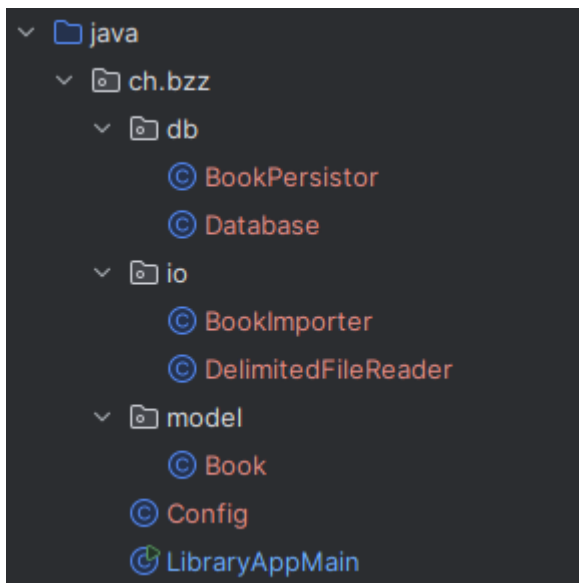 java
ch.bzz
db
BookPersistor
Database
io
BookImporter
DelimitedFileReader
model
Book
Config
LibraryAppMain